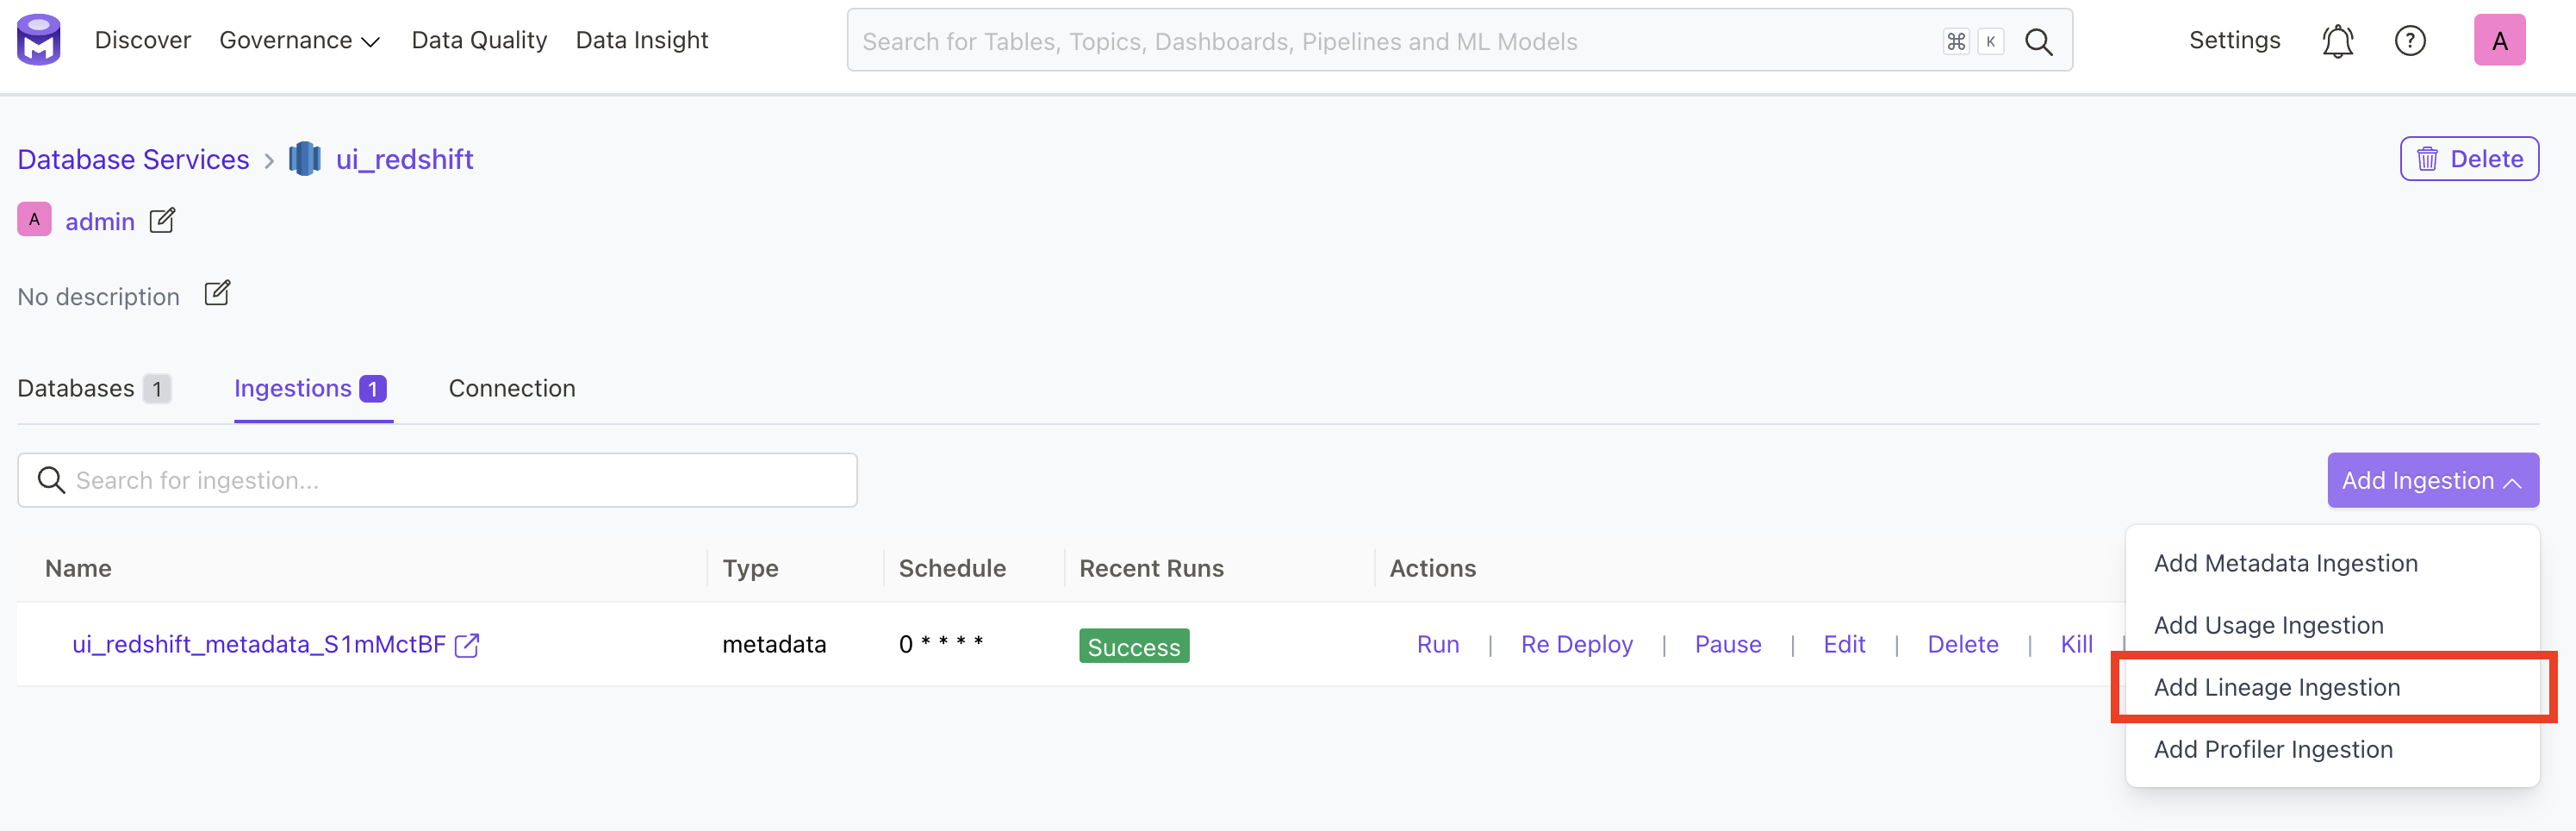 Discover Governance Data Quality Data Insight Search for Tables, Topics, Dashboards, Pipelines and ML Models ⌘ K Settings ? A
Database Services > ui_redshift Delete
A admin
No description
Databases 1 Ingestions 1 Connection
Search for ingestion... Add Ingestion
Name Type Schedule Recent Runs Actions
ui_redshift_metadata_S1mMctBF metadata 0 * * * * Success Run | Re Deploy | Pause | Edit | Delete | Kill |
Add Metadata Ingestion
Add Usage Ingestion
Add Lineage Ingestion
Add Profiler Ingestion